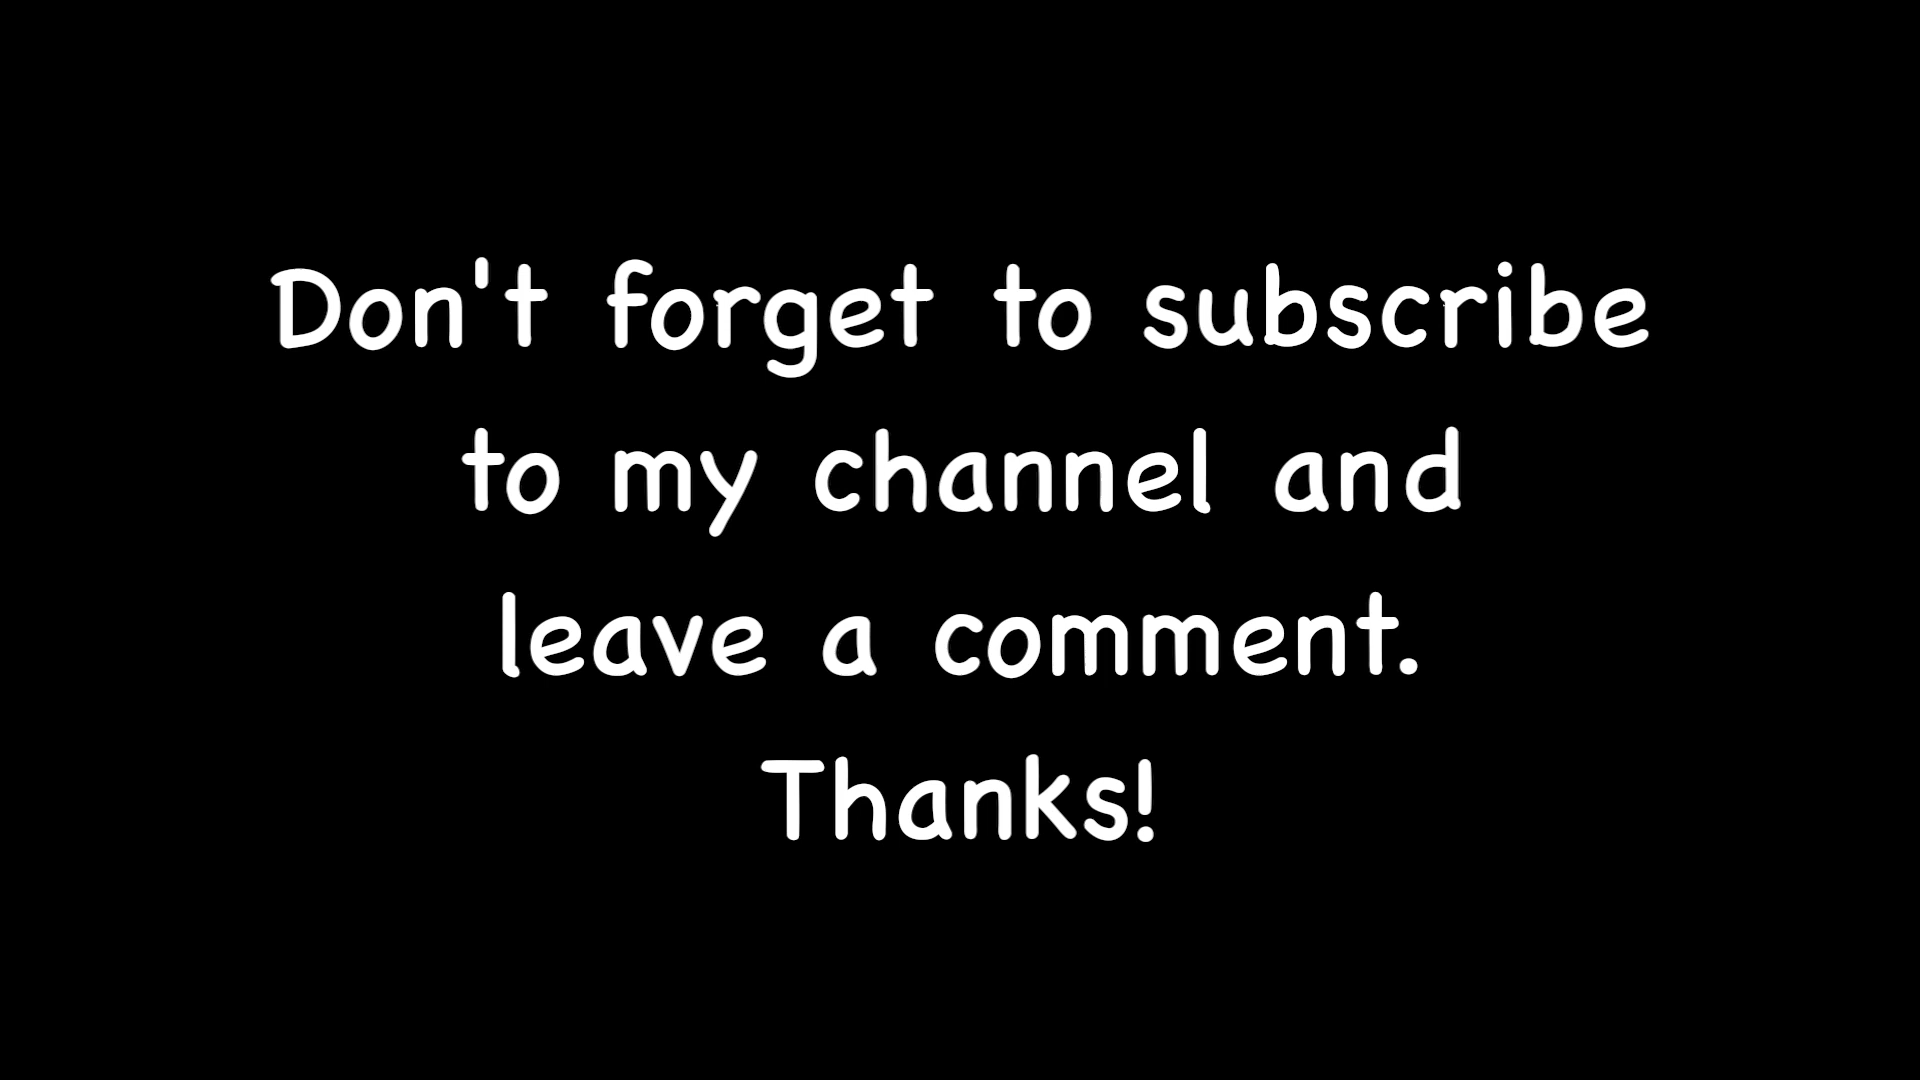 Don't forget to subscribe
to my channel and
leave a comment.
Thanks!